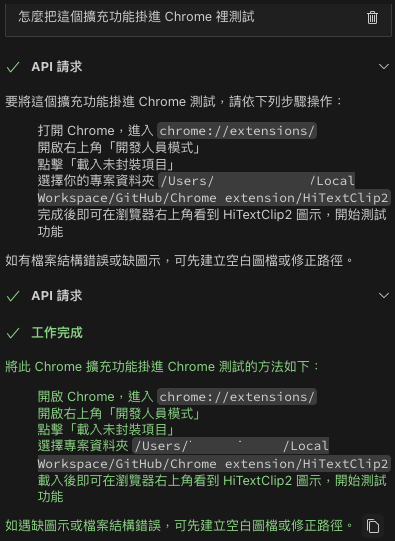 怎麼把這個擴充功能掛進 Chrome 裡測試
API 請求
要將這個擴充功能掛進 Chrome 測試，請依下列步驟操作：
打開 Chrome，進入 chrome://extensions/
開啟右上角「開發人員模式」
點擊「載入未封裝項目」
選擇你的專案資料夾 /Users/ /Local
Workspace/GitHub/Chrome extension/HiTextClip2
完成後即可在瀏覽器右上角看到 HiTextClip2 圖示，開始測試
功能
如有檔案結構錯誤或缺圖示，可先建立空白圖檔或修正路徑。
API 請求
工作完成
將此 Chrome 擴充功能掛進 Chrome 測試的方法如下：
開啟 Chrome，進入 chrome://extensions/
開啟右上角「開發人員模式」
點擊「載入未封裝項目」
選擇專案資料夾 /Users/ /Local
Workspace/GitHub/Chrome extension/HiTextClip2
載入後即可在瀏覽器右上角看到 HiTextClip2 圖示，開始測試
功能
如遇缺圖示或檔案結構錯誤，可先建立空白圖檔或修正路徑。